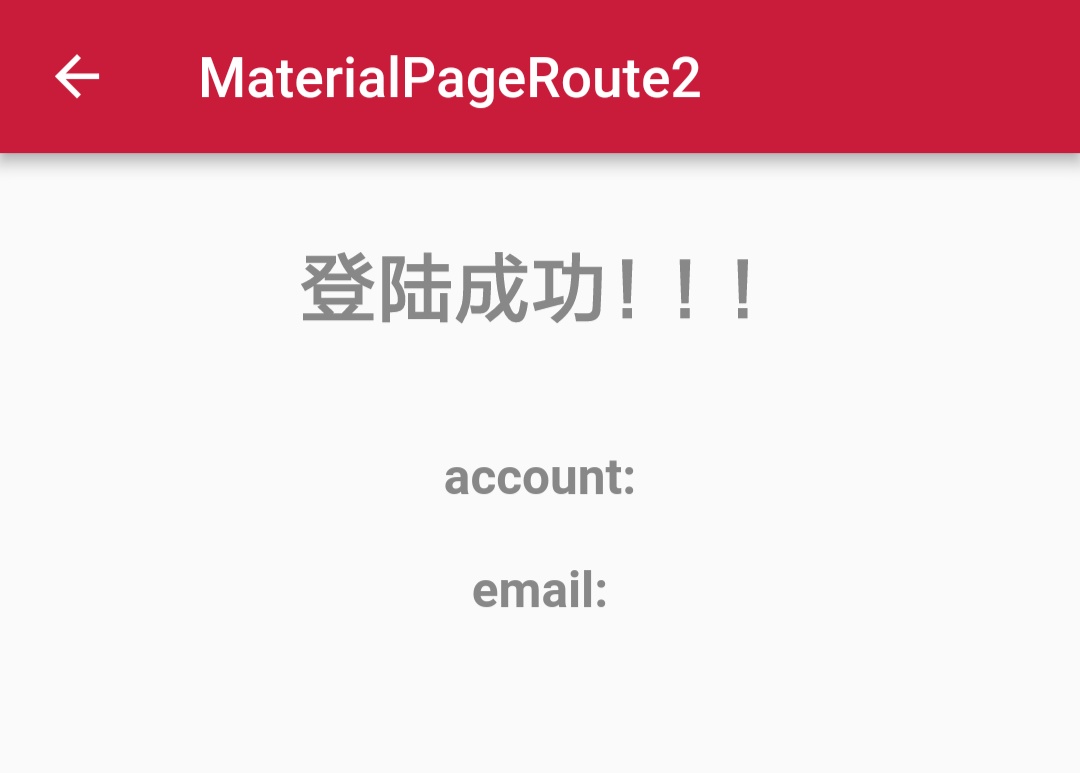 MaterialPageRoute2
登陆成功！！！
account:
email: